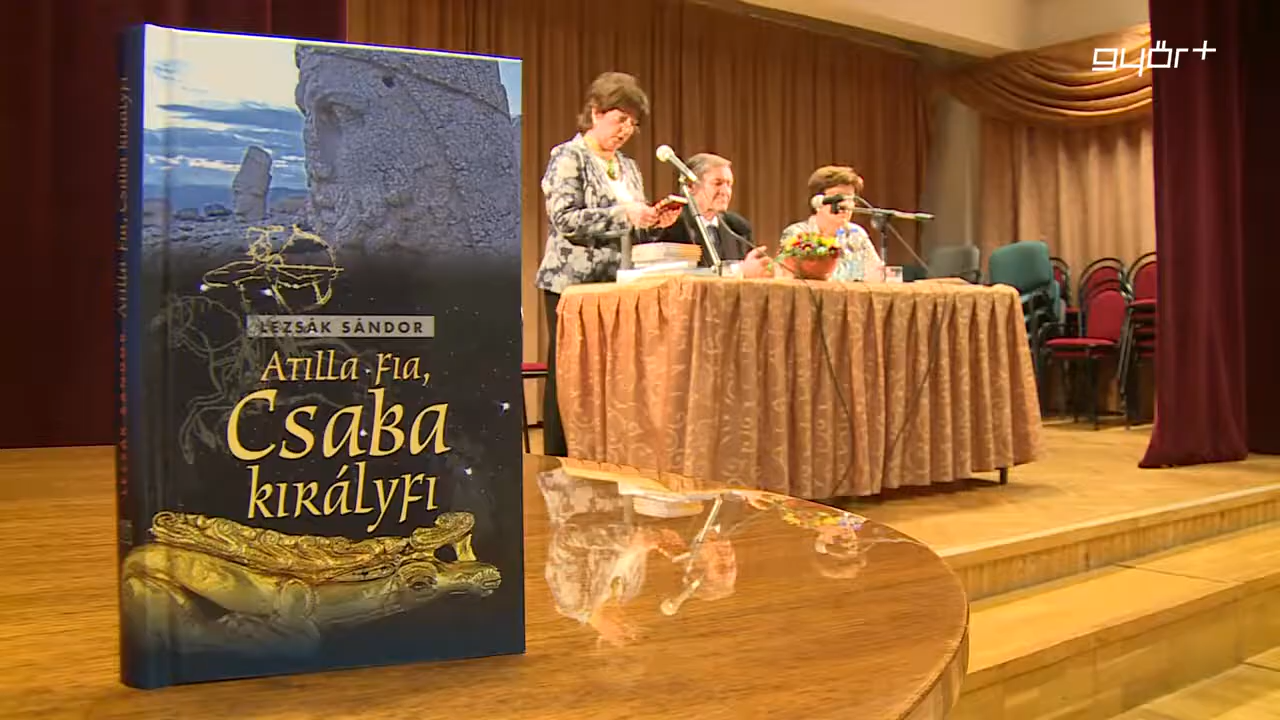 győr+
LEZSÁK SÁNDOR
Atilla fia,
Csaba
királyfi
LEZSÁK SÁNDOR Atilla fia, Csaba királyfi